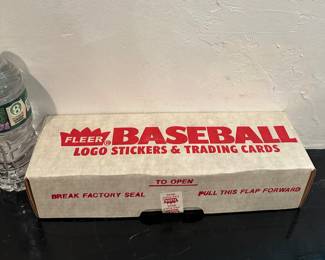 FLEER® BASEBALL
LOGO STICKERS & TRADING CARDS
TO OPEN
BREAK FACTORY SEAL
PULL THIS FLAP FORWARD